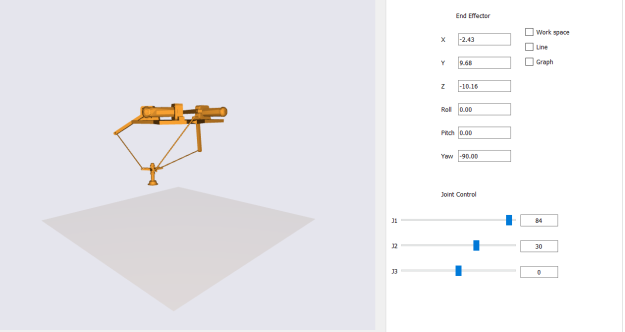 End Effector
X -2.43
Work space
Line
Y 9.68
Graph
Z -10.16
Roll 0.00
Pitch 0.00
Yaw -90.00
Joint Control
J1 84
J2 30
J3 0